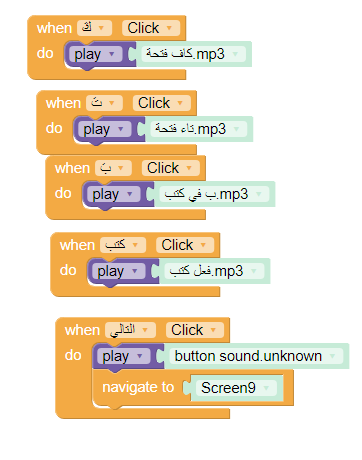 when كَ Click
do play كاف فتحة.mp3
when تَ Click
do play تاء فتحة.mp3
when بَ Click
do play ب في كتب.mp3
when كتب Click
do play فعل كتب.mp3
when التالي Click
do play button sound.unknown
navigate to Screen9